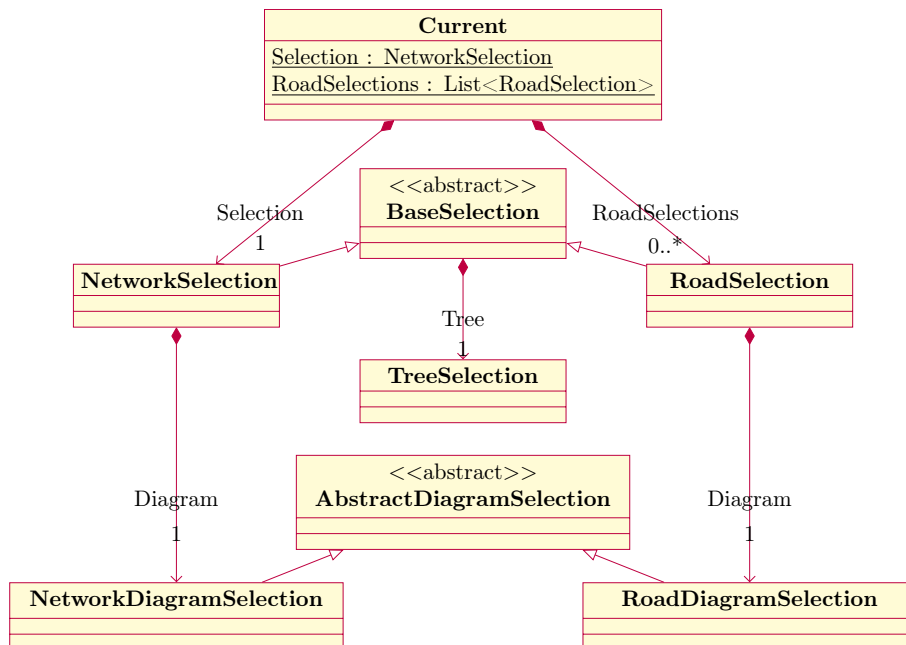 Current
Selection : NetworkSelection
RoadSelections : List<RoadSelection>
<<abstract>>
BaseSelection
Selection
1
RoadSelections
0..*
NetworkSelection
RoadSelection
Tree
1
TreeSelection
<<abstract>>
AbstractDiagramSelection
Diagram
1
Diagram
1
NetworkDiagramSelection
RoadDiagramSelection